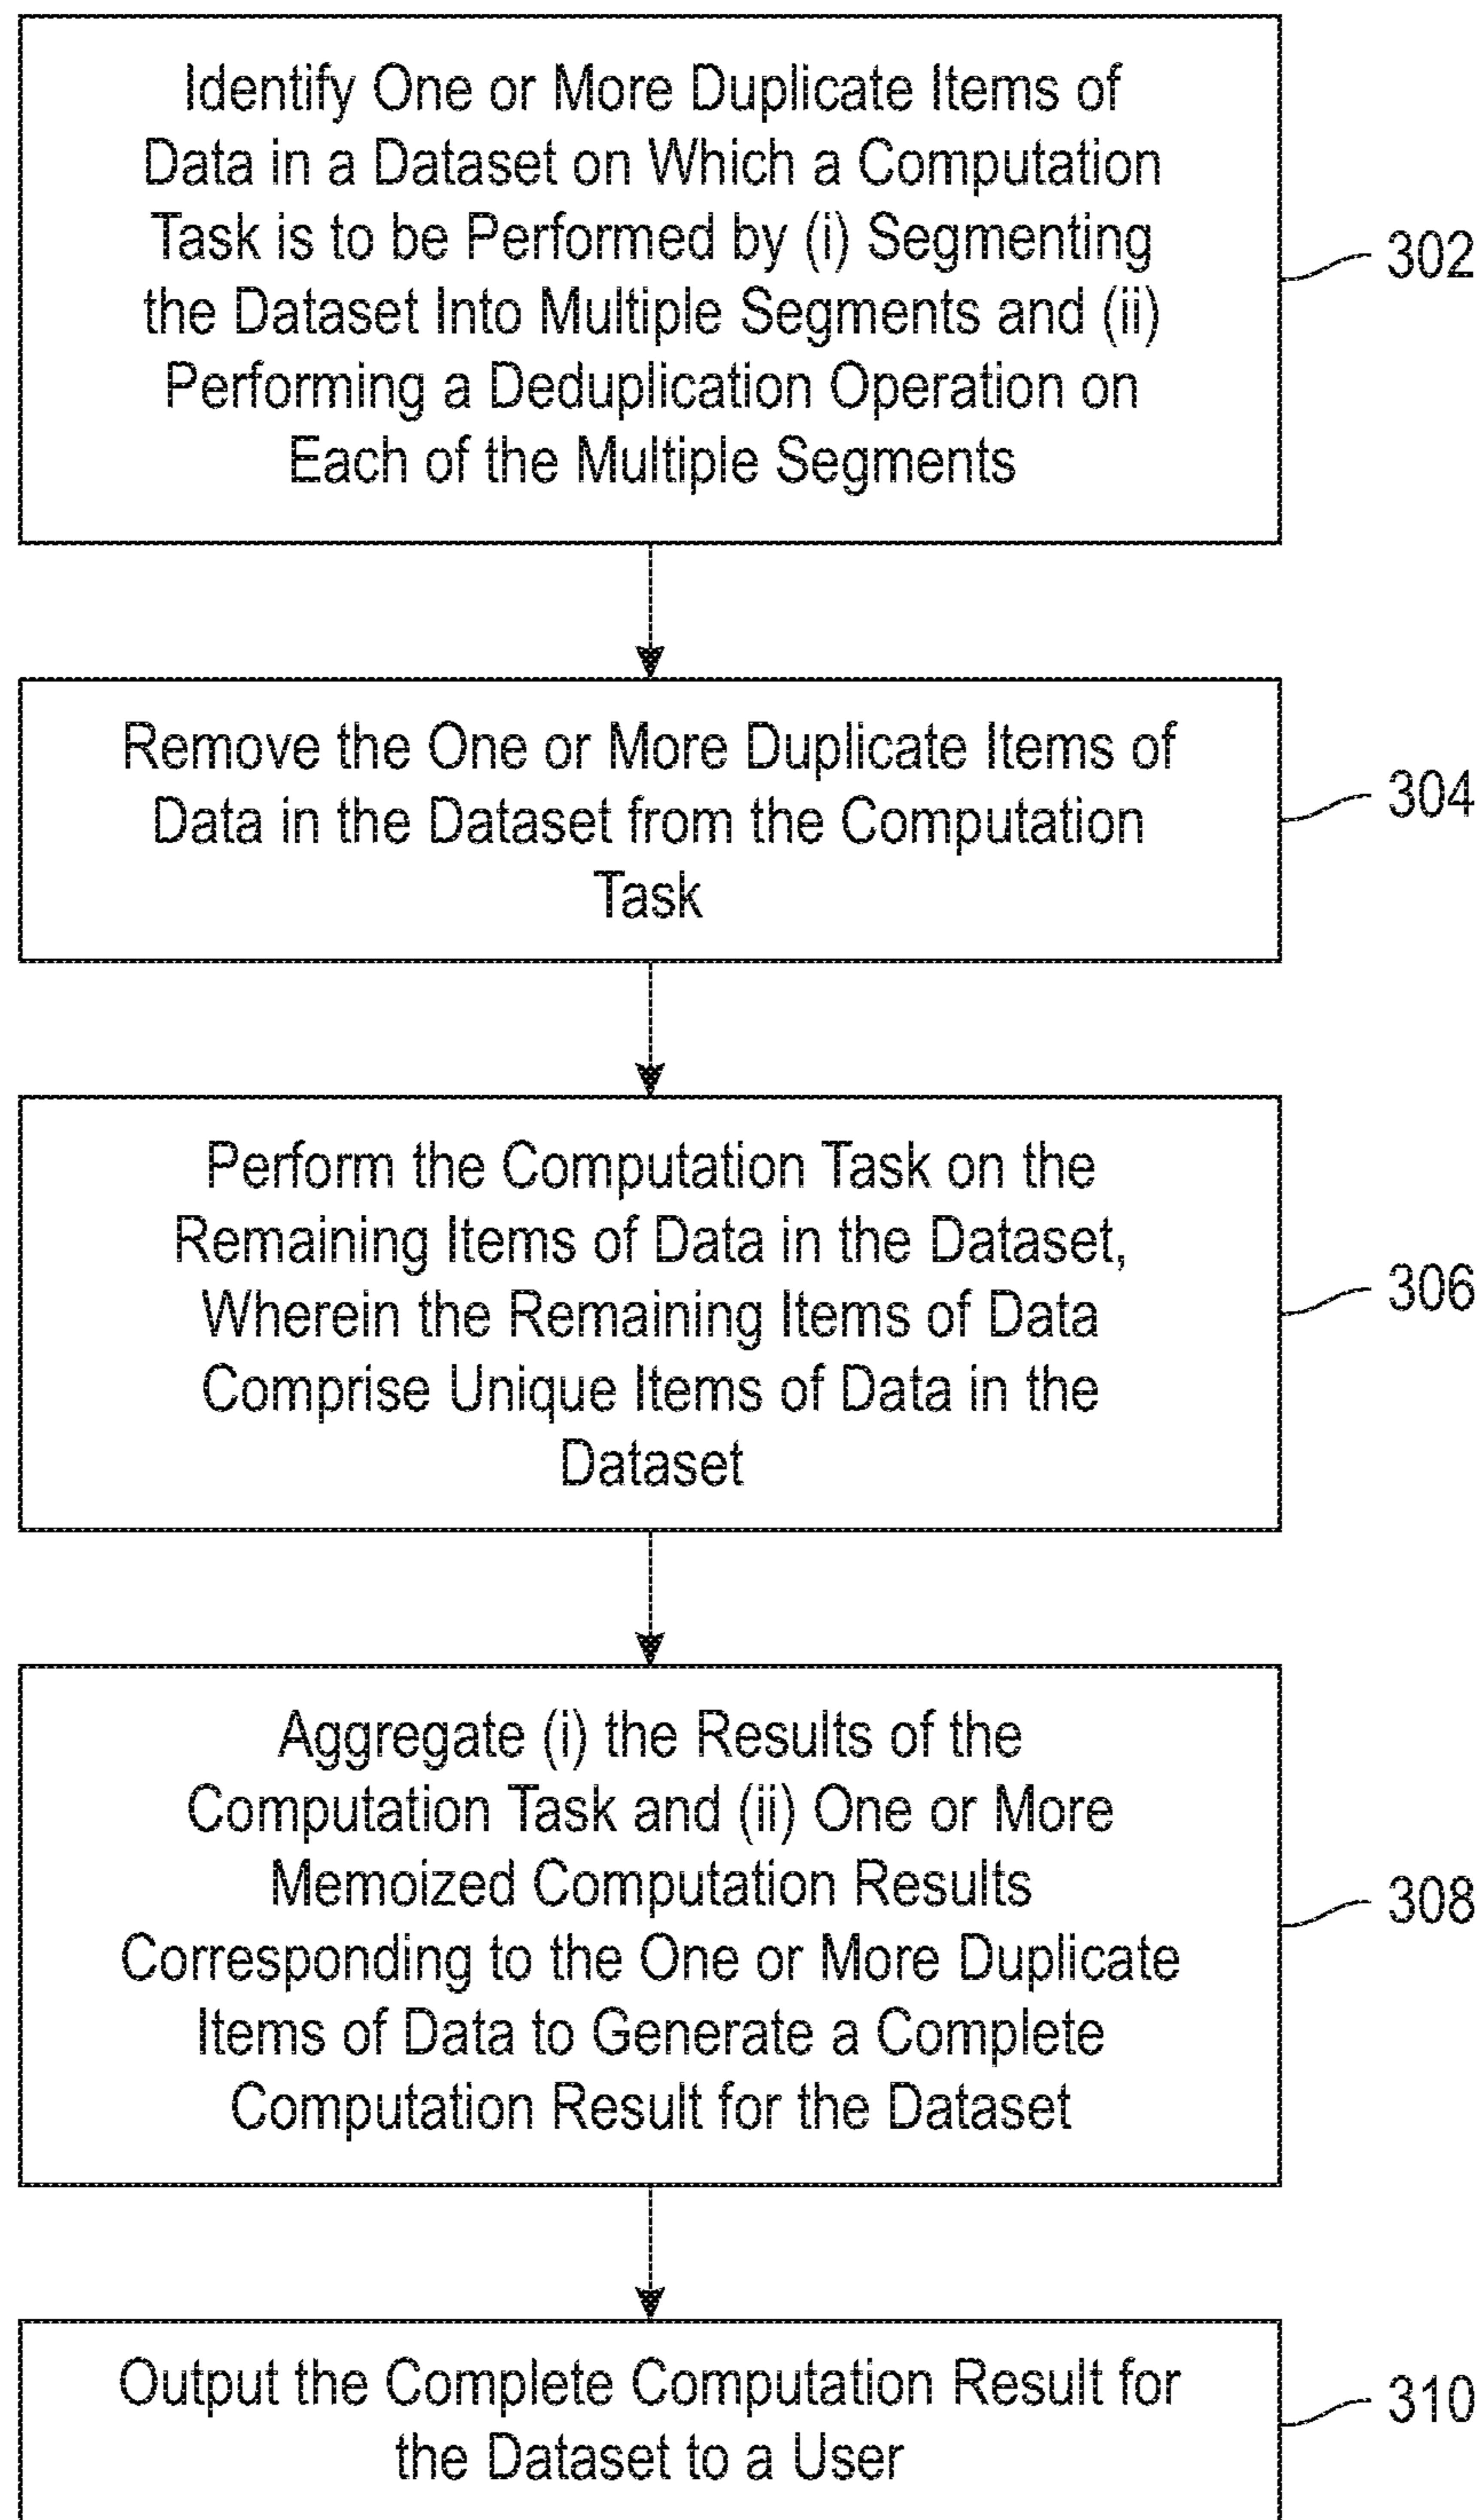 Identify One or More Duplicate Items of
Data in a Dataset on Which a Computation
Task is to be Performed by (i) Segmenting
the Dataset Into Multiple Segments and (ii)
Performing a Deduplication Operation on
Each of the Multiple Segments
302
Remove the One or More Duplicate Items of
Data in the Dataset from the Computation
Task
304
Perform the Computation Task on the
Remaining Items of Data in the Dataset,
Wherein the Remaining Items of Data
Comprise Unique Items of Data in the
Dataset
306
Aggregate (i) the Results of the
Computation Task and (ii) One or More
Memoized Computation Results
Corresponding to the One or More Duplicate
Items of Data to Generate a Complete
Computation Result for the Dataset
308
Output the Complete Computation Result for
the Dataset to a User
310